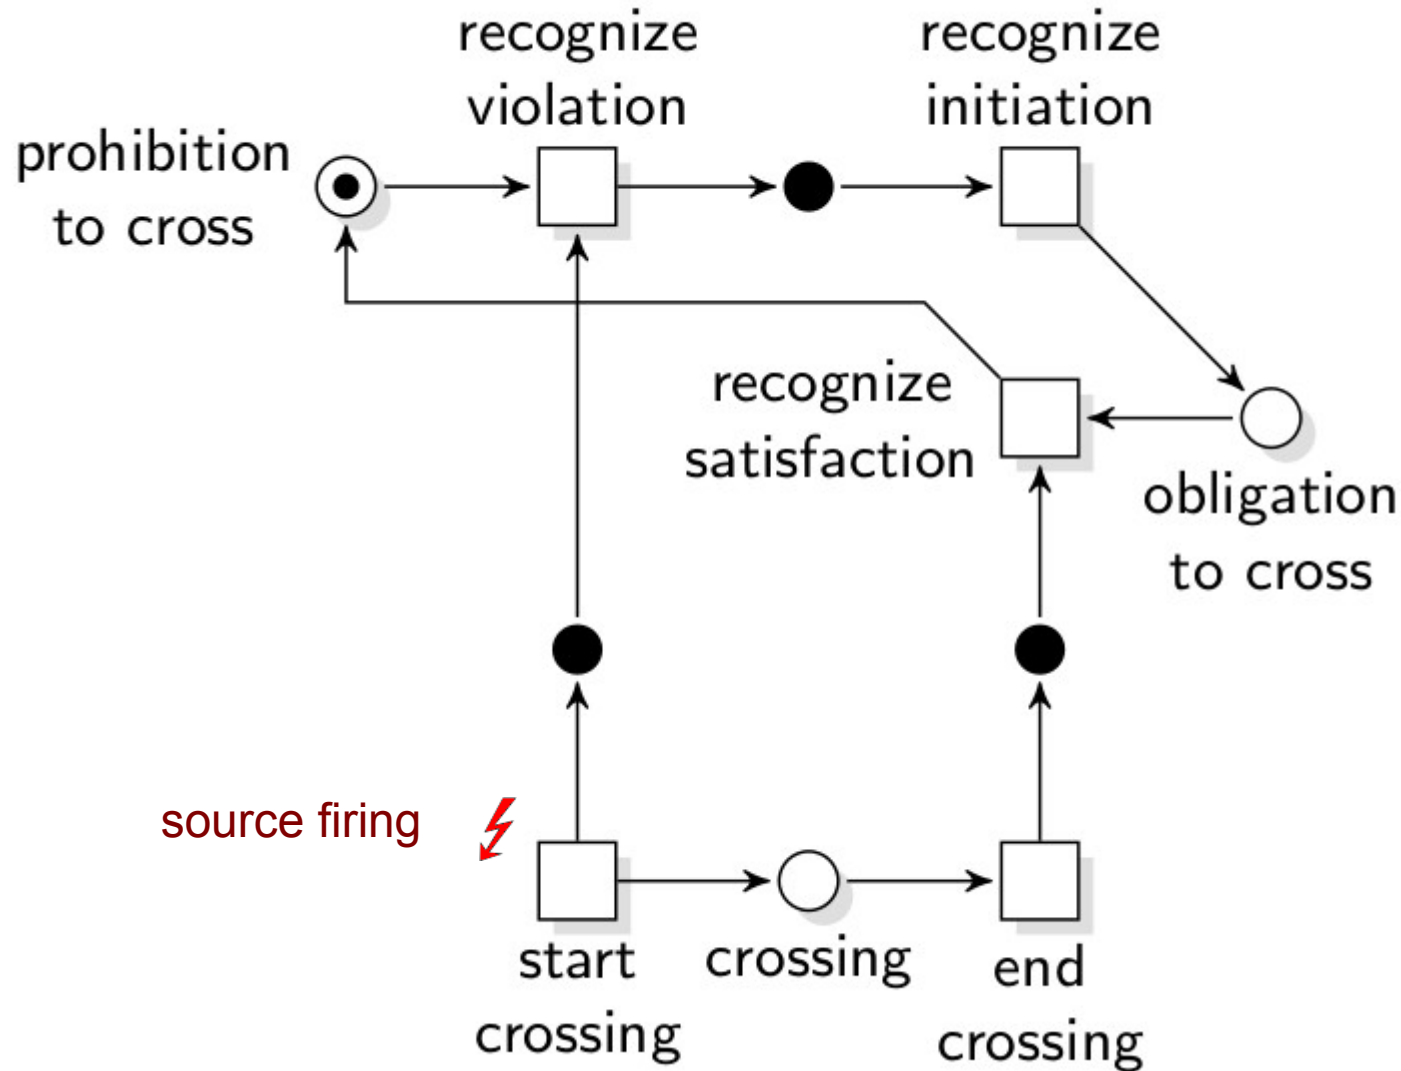 recognize
violation
recognize
initiation
prohibition
to cross
recognize
satisfaction
obligation
to cross
source firing
start
crossing
crossing
end
crossing